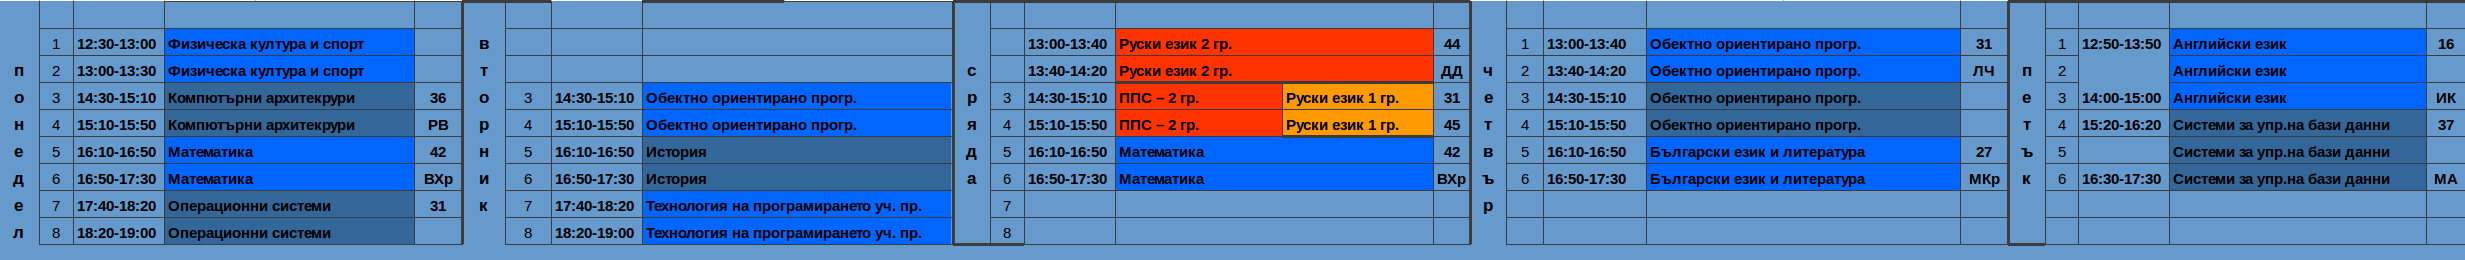 1 12:30-13:00 Физическа култура и спорт в 13:00-13:40 Руски език 2 гр. 44 1 13:00-13:40 Обектно ориентирано прогр. 31 1 12:50-13:50 Английски език 16
п 2 13:00-13:30 Физическа култура и спорт т с 13:40-14:20 Руски език 2 гр. ДД ч 2 13:40-14:20 Обектно ориентирано прогр. ЛЧ п 2 Английски език
о 3 14:30-15:10 Компютърни архитекрури 36 о 3 14:30-15:10 Обектно ориентирано прогр. р 3 14:30-15:10 ППС – 2 гр. Руски език 1 гр. 31 е 3 14:30-15:10 Обектно ориентирано прогр. е 3 14:00-15:00 Английски език ИК
н 4 15:10-15:50 Компютърни архитекрури РВ р 4 15:10-15:50 Обектно ориентирано прогр. я 4 15:10-15:50 ППС – 2 гр. Руски език 1 гр. 45 т 4 15:10-15:50 Обектно ориентирано прогр. т 4 15:20-16:20 Системи за упр.на бази данни 37
е 5 16:10-16:50 Математика 42 н 5 16:10-16:50 История д 5 16:10-16:50 Математика 42 в 5 16:10-16:50 Български език и литература 27 ъ 5 Системи за упр.на бази данни
д 6 16:50-17:30 Математика ВХр и 6 16:50-17:30 История а 6 16:50-17:30 Математика ВХр ъ 6 16:50-17:30 Български език и литература МКр к 6 16:30-17:30 Системи за упр.на бази данни МА
е 7 17:40-18:20 Операционни системи 31 к 7 17:40-18:20 Технология на програмирането уч. пр. 7 р
л 8 18:20-19:00 Операционни системи 8 18:20-19:00 Технология на програмирането уч. пр. 8